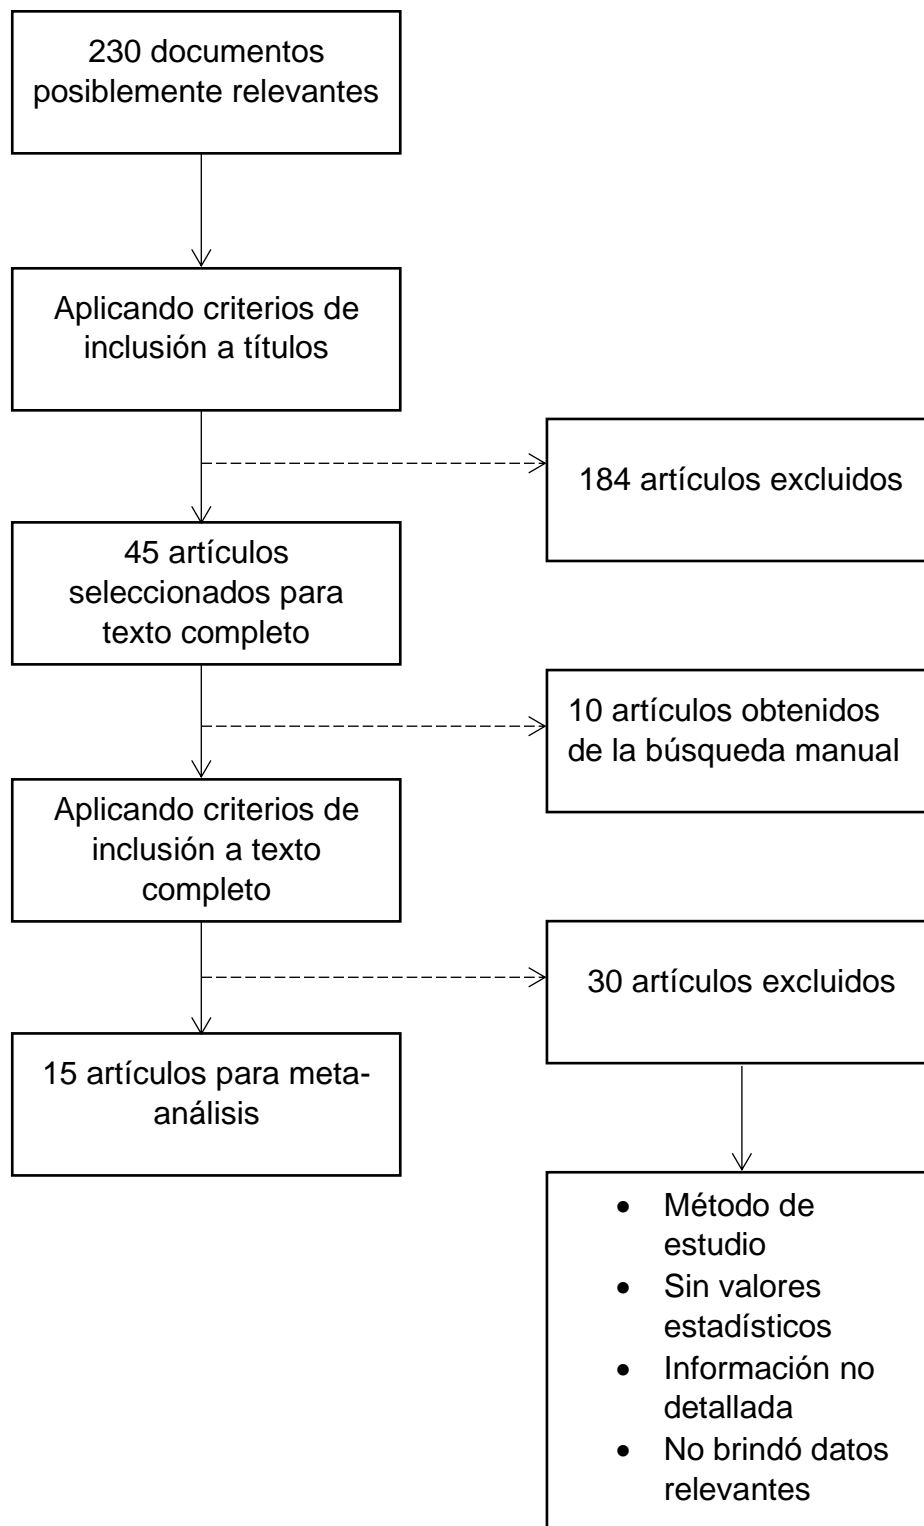 230 documentos
posiblemente relevantes
Aplicando criterios de
inclusión a títulos
184 artículos excluidos
45 artículos
seleccionados para
texto completo
10 artículos obtenidos
de la búsqueda manual
Aplicando criterios de
inclusión a texto
completo
30 artículos excluidos
15 artículos para meta-
análisis
• Método de
estudio
• Sin valores
estadísticos
• Información no
detallada
• No brindó datos
relevantes